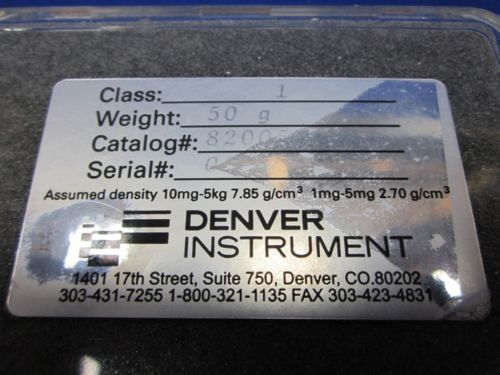 Class: 1
Weight: 50 g
Catalog#:
Serial#:
Assumed density 10mg-5kg 7.85 g/cm³ 1mg-5mg 2.70 g/cm³
DENVER
INSTRUMENT
1401 17th Street, Suite 750, Denver, CO.80202
303-431-7255 1-800-321-1135 FAX 303-423-4831